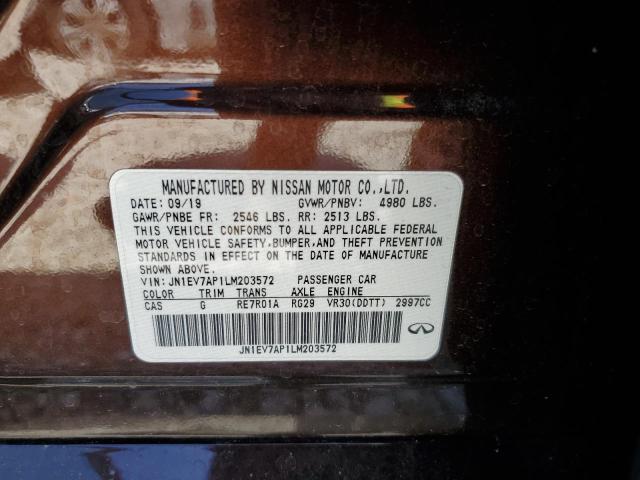 MANUFACTURED BY NISSAN MOTOR CO.,LTD.
DATE: 09/19 GVWR/PNBV: 4980 LBS.
GAWR/PNBE FR: 2546 LBS. RR: 2513 LBS.
THIS VEHICLE CONFORMS TO ALL APPLICABLE FEDERAL
MOTOR VEHICLE SAFETY,BUMPER,AND THEFT PREVENTION
STANDARDS IN EFFECT ON THE DATE OF MANUFACTURE
SHOWN ABOVE.
VIN: JN1EV7AP1LM203572 PASSENGER CAR
COLOR TRIM TRANS AXLE ENGINE
CAS G RE7R01A RG29 VR30(DDTT) 2997CC
JN1EV7AP1LM203572
INFINITI